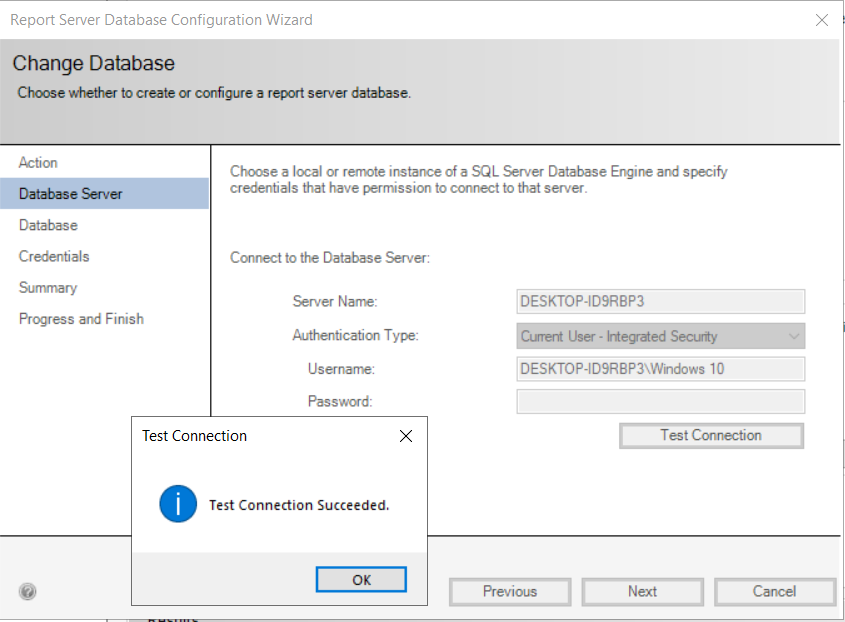 Report Server Database Configuration Wizard
Change Database
Choose whether to create or configure a report server database.
Action
Database Server
Database
Credentials
Summary
Progress and Finish
Choose a local or remote instance of a SQL Server Database Engine and specify
credentials that have permission to connect to that server.
Connect to the Database Server:
Server Name:
DESKTOP-ID9RBP3
Authentication Type:
Current User - Integrated Security
Username:
DESKTOP-ID9RBP3\Windows 10
Password:
Test Connection
Test Connection
i
Test Connection Succeeded.
OK
Previous
Next
Cancel